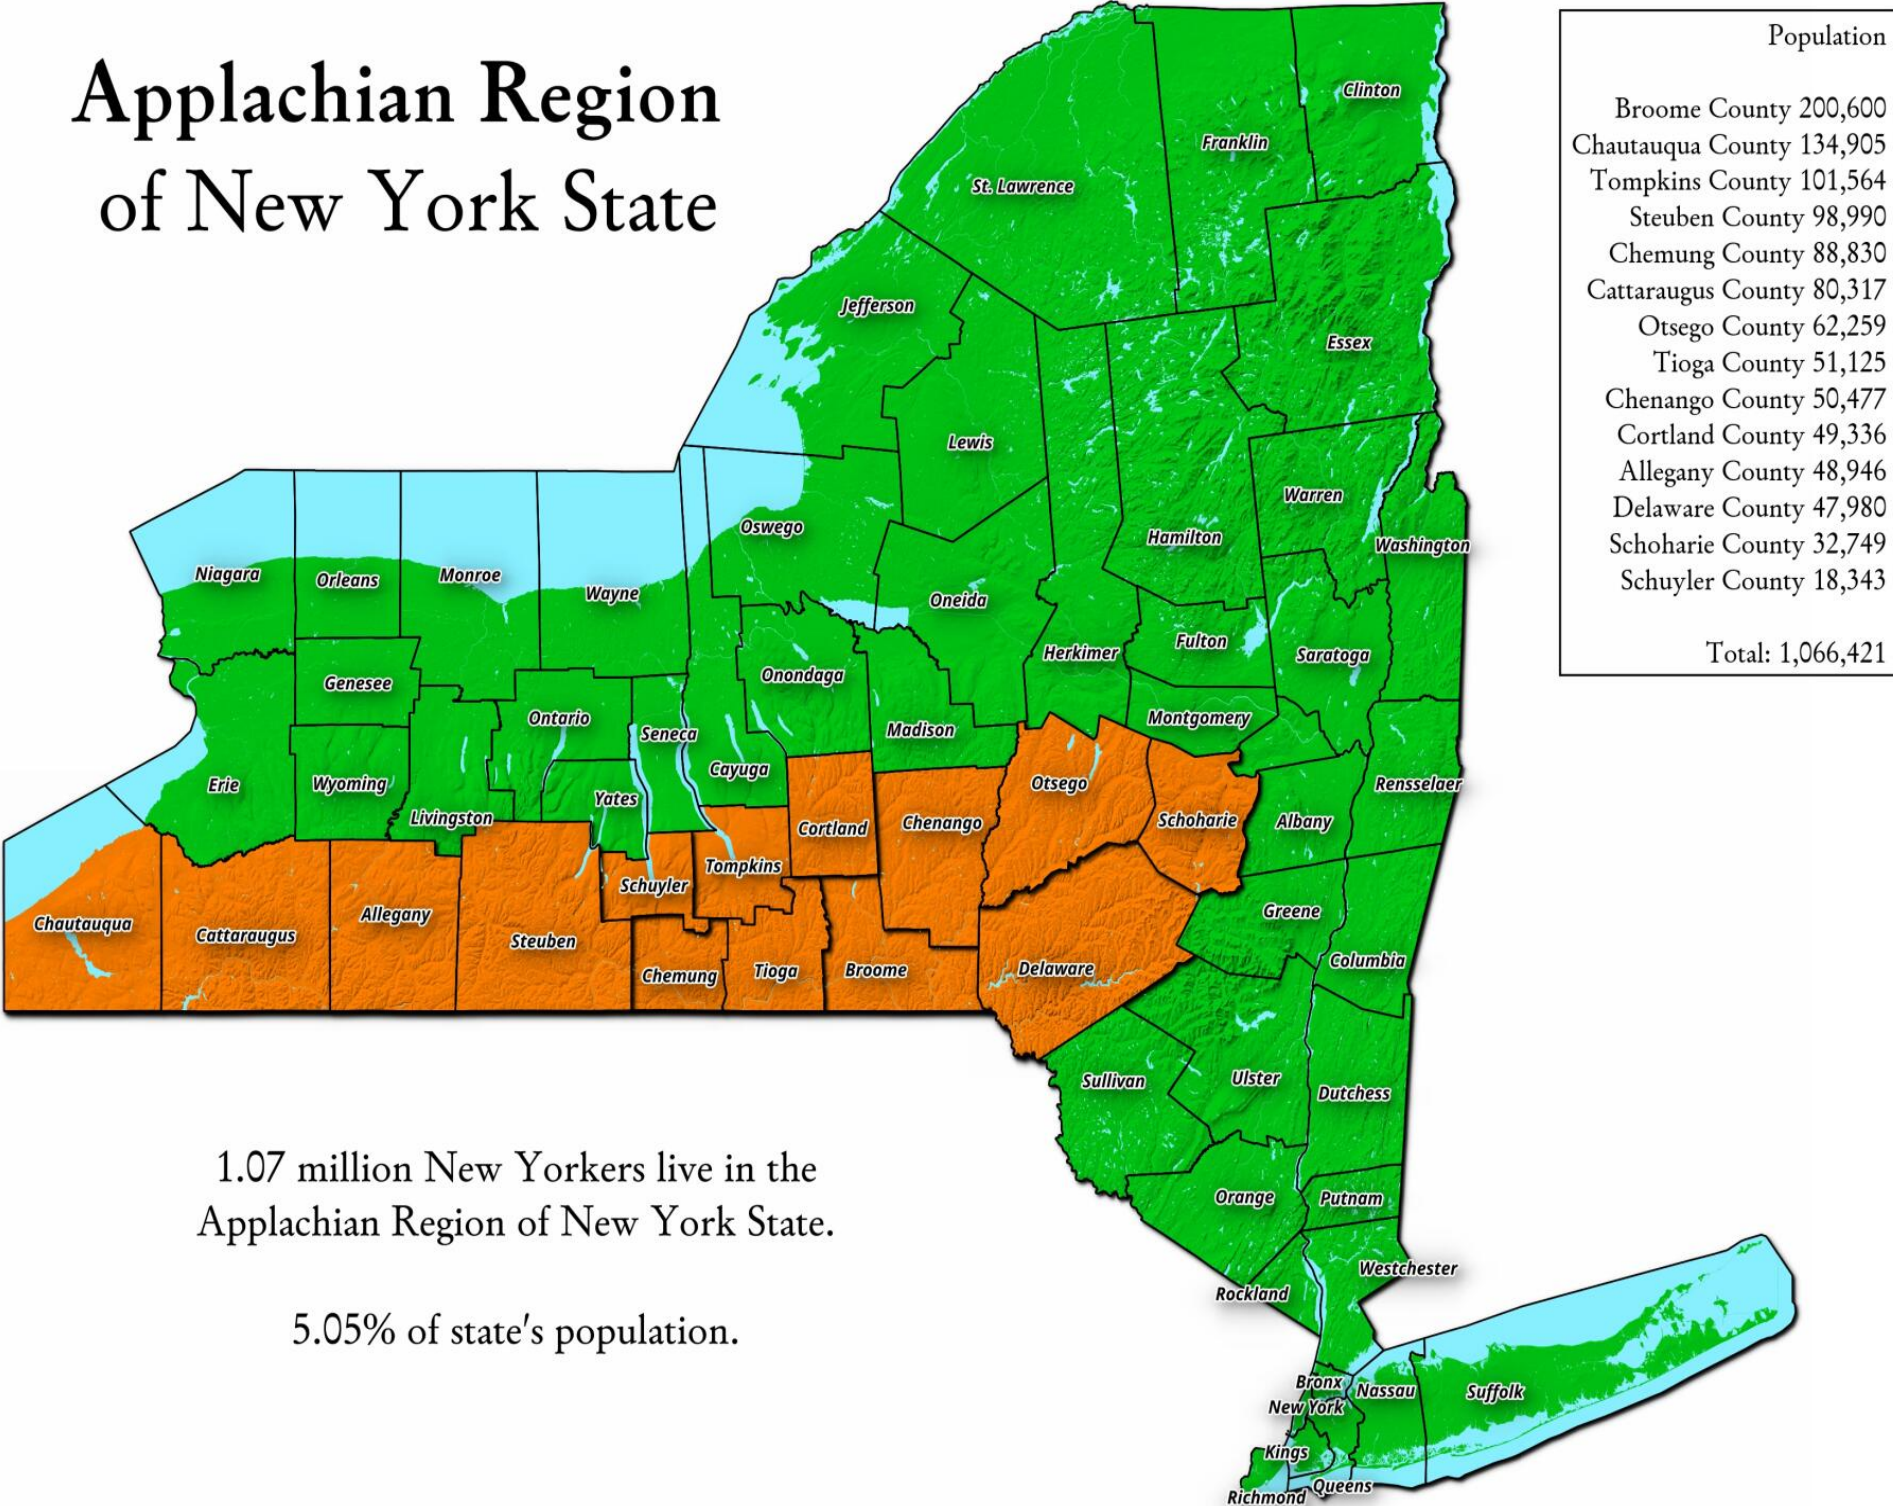 Applachian Region
of New York State
Population
Broome County 200,600
Chautauqua County 134,905
Tompkins County 101,564
Steuben County 98,990
Chemung County 88,830
Cattaraugus County 80,317
Otsego County 62,259
Tioga County 51,125
Chenango County 50,477
Cortland County 49,336
Allegany County 48,946
Delaware County 47,980
Schoharie County 32,749
Schuyler County 18,343
Total: 1,066,421
Clinton
Franklin
St. Lawrence
Jefferson
Essex
Lewis
Warren
Oswego
Hamilton
Washington
Niagara
Orleans
Monroe
Wayne
Oneida
Herkimer
Fulton
Saratoga
Genesee
Onondaga
Ontario
Seneca
Madison
Montgomery
Erie
Wyoming
Cayuga
Otsego
Rensselaer
Livingston
Yates
Cortland
Chenango
Schoharie
Albany
Tompkins
Schuyler
Chautauqua
Cattaraugus
Allegany
Steuben
Greene
Chemung
Tioga
Broome
Delaware
Columbia
Sullivan
Ulster
Dutchess
Orange
Putnam
Westchester
Rockland
Bronx
Nassau
Suffolk
New York
Kings
Queens
Richmond
1.07 million New Yorkers live in the
Applachian Region of New York State.
5.05% of state's population.